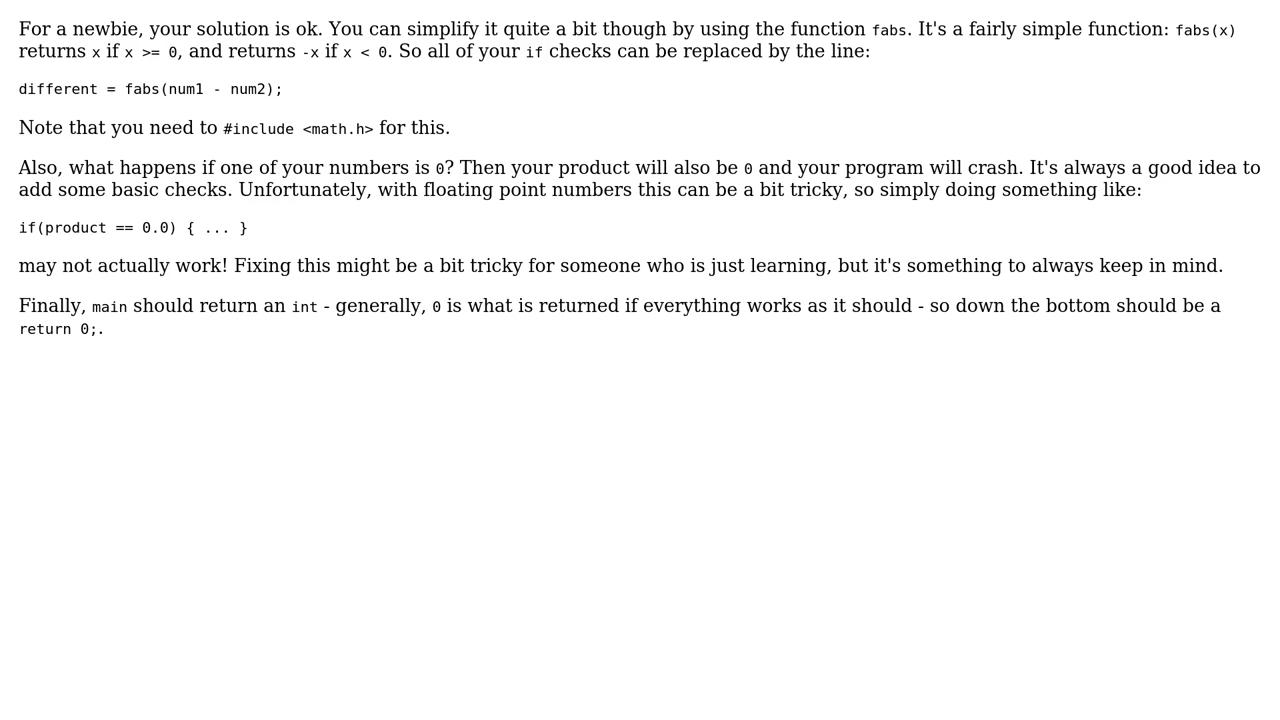 For a newbie, your solution is ok. You can simplify it quite a bit though by using the function fabs. It's a fairly simple function: fabs(x)
returns x if x >= 0, and returns -x if x < 0. So all of your if checks can be replaced by the line:
different = fabs(num1 - num2);
Note that you need to #include <math.h> for this.
Also, what happens if one of your numbers is 0? Then your product will also be 0 and your program will crash. It's always a good idea to
add some basic checks. Unfortunately, with floating point numbers this can be a bit tricky, so simply doing something like:
if(product == 0.0) { ... }
may not actually work! Fixing this might be a bit tricky for someone who is just learning, but it's something to always keep in mind.
Finally, main should return an int - generally, 0 is what is returned if everything works as it should - so down the bottom should be a
return 0;.